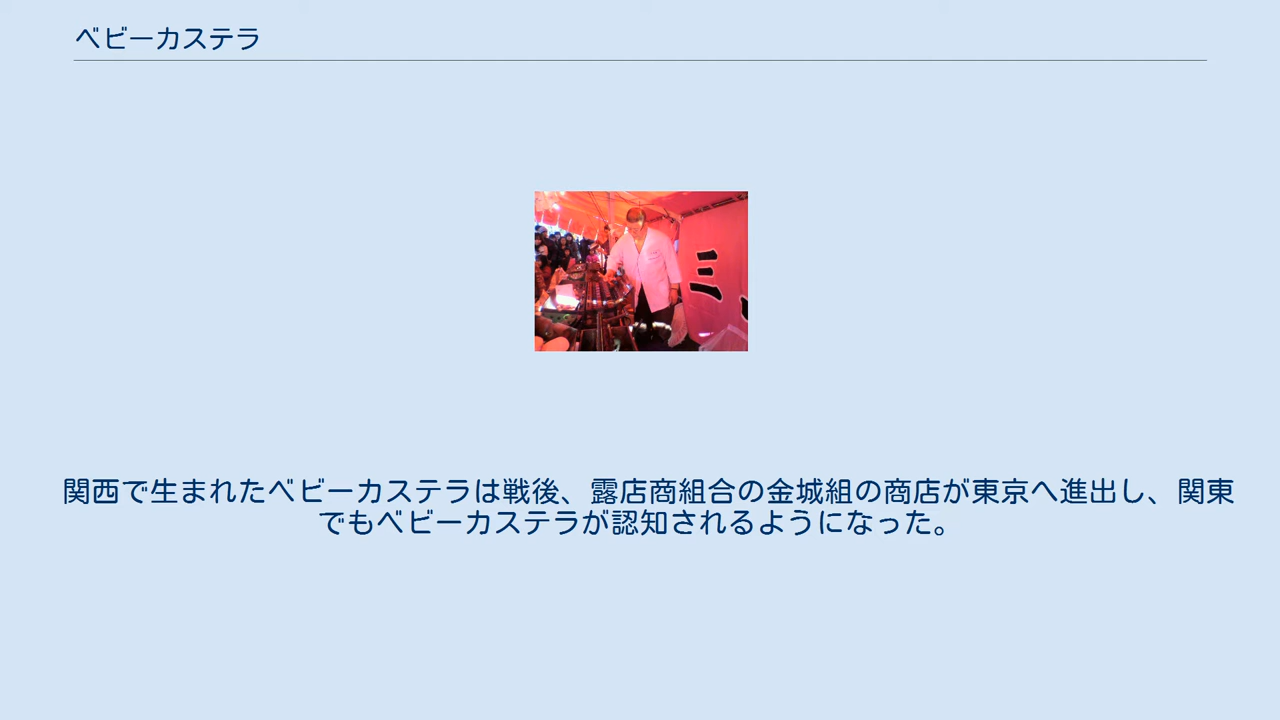 ベビーカステラ
三
関西で生まれたベビーカステラは戦後、露店商組合の金城組の商店が東京へ進出し、関東
でもベビーカステラが認知されるようになった。